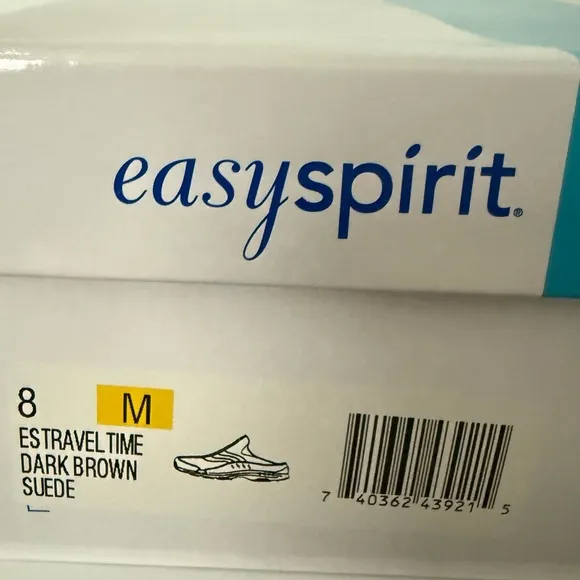 easyspirit®
8 M
ESTRAVELTIME
DARK BROWN
SUEDE
7 40362 43921 5